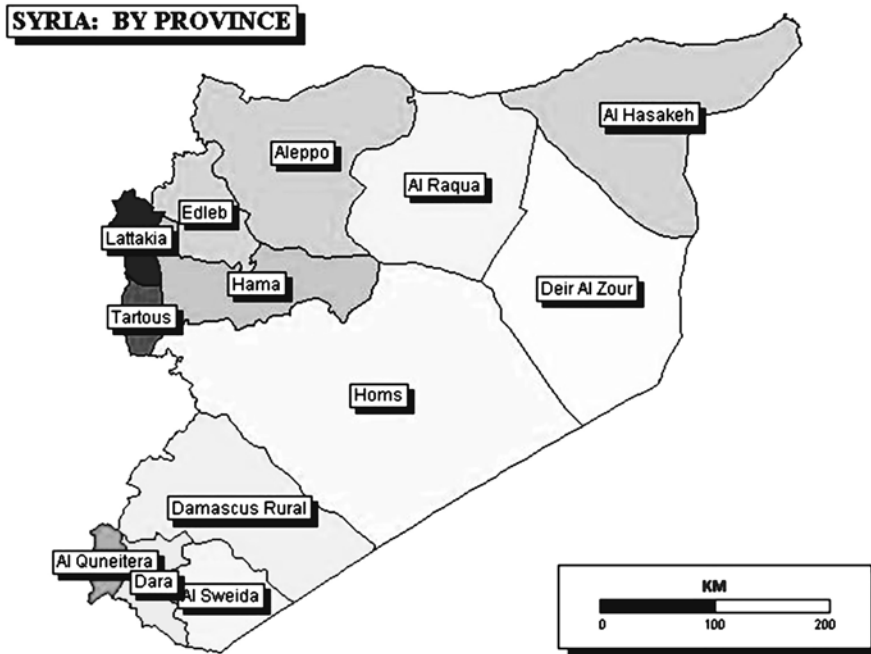 SYRIA: BY PROVINCE
Al Hasakeh
Aleppo
Al Raqua
Edleb
Lattakia
Hama
Deir Al Zour
Tartous
Homs
Damascus Rural
Al Quneitera
Dara
Al Sweida
KM
0 100 200